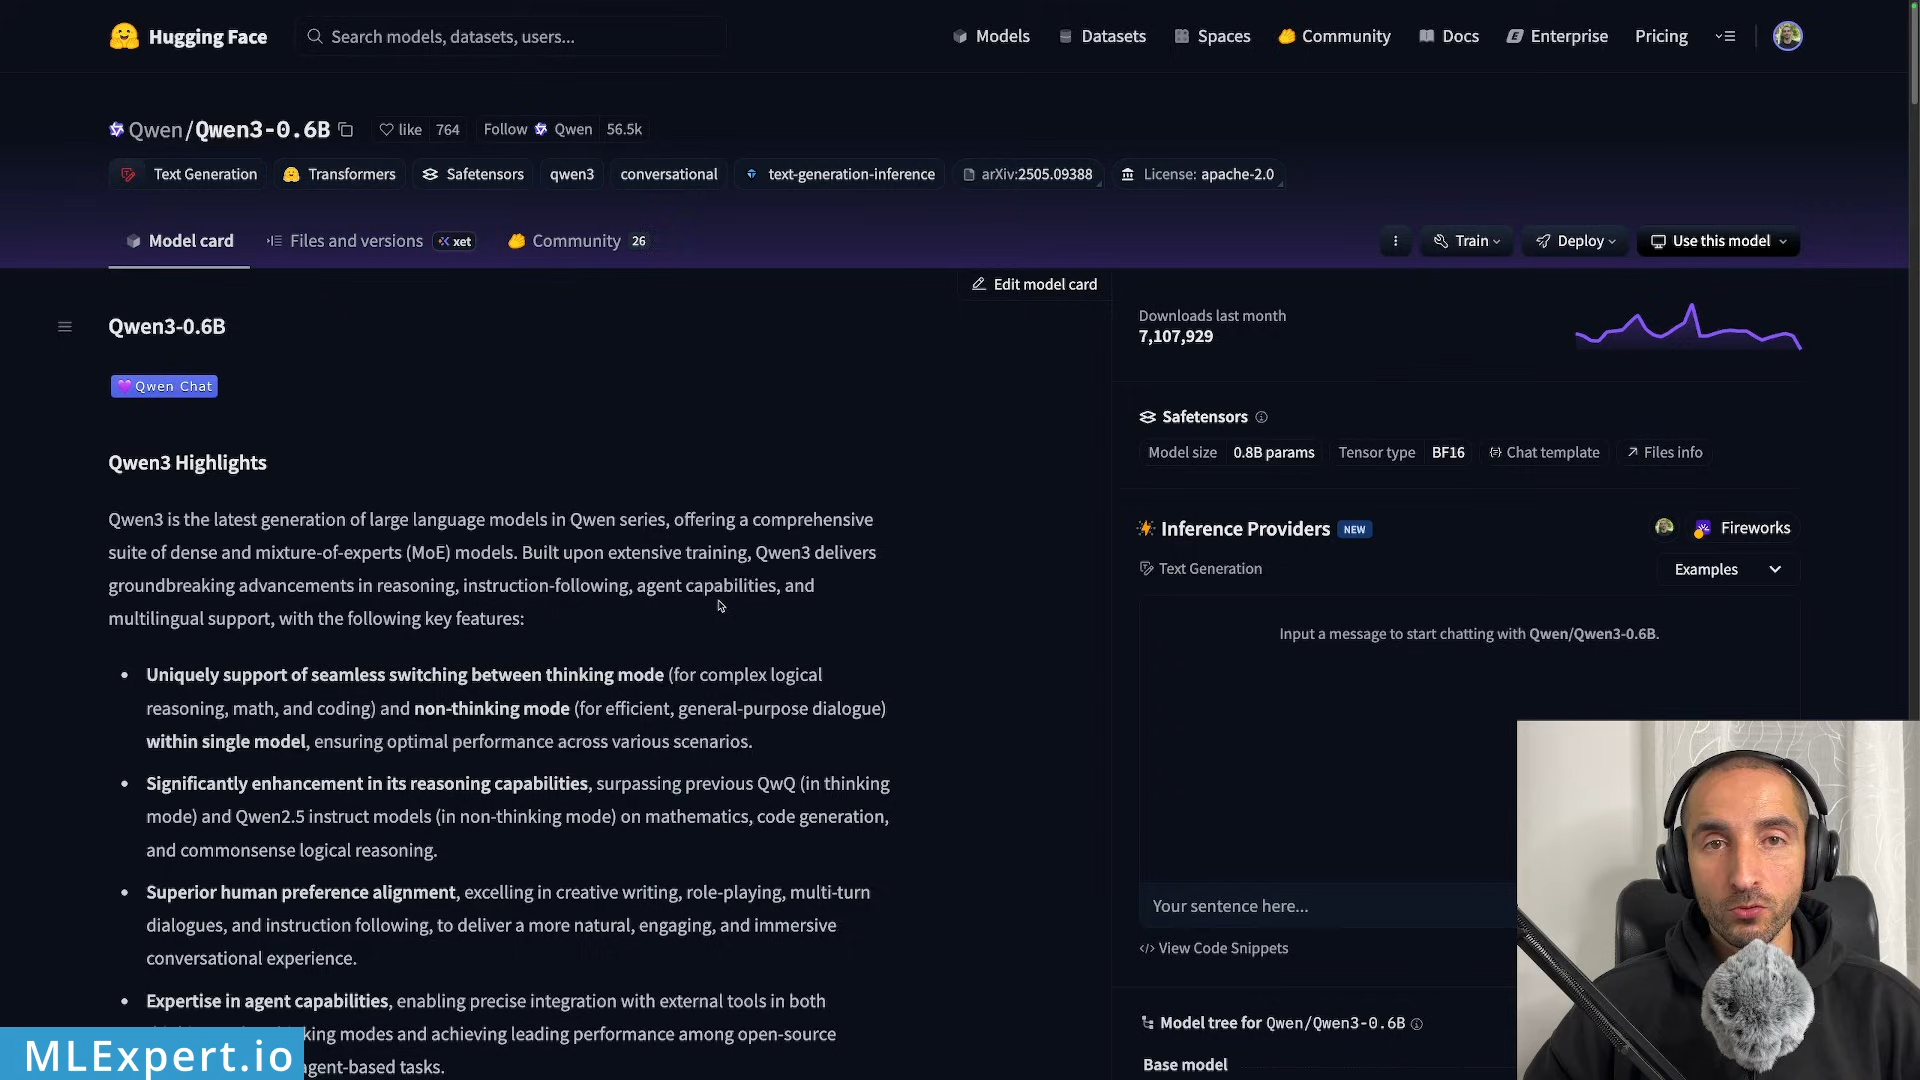 Hugging Face
Search models, datasets, users...
Models
Datasets
Spaces
Community
Docs
Enterprise
Pricing
Qwen/Qwen3-0.6B
like 764
Follow Qwen 56.5k
Text Generation
Transformers
Safetensors
qwen3
conversational
text-generation-inference
arXiv:2505.09388
License: apache-2.0
Model card
Files and versions xet
Community 26
Train
Deploy
Use this model
Edit model card
Qwen3-0.6B
Qwen Chat
Qwen3 Highlights
Qwen3 is the latest generation of large language models in Qwen series, offering a comprehensive
suite of dense and mixture-of-experts (MoE) models. Built upon extensive training, Qwen3 delivers
groundbreaking advancements in reasoning, instruction-following, agent capabilities, and
multilingual support, with the following key features:
• Uniquely support of seamless switching between thinking mode (for complex logical
reasoning, math, and coding) and non-thinking mode (for efficient, general-purpose dialogue)
within single model, ensuring optimal performance across various scenarios.
• Significantly enhancement in its reasoning capabilities, surpassing previous QwQ (in thinking
mode) and Qwen2.5 instruct models (in non-thinking mode) on mathematics, code generation,
and commonsense logical reasoning.
• Superior human preference alignment, excelling in creative writing, role-playing, multi-turn
dialogues, and instruction following, to deliver a more natural, engaging, and immersive
conversational experience.
• Expertise in agent capabilities, enabling precise integration with external tools in both
king modes and achieving leading performance among open-source
agent-based tasks.
Downloads last month
7,107,929
Safetensors
Model size 0.8B params
Tensor type BF16
Chat template
Files info
Inference Providers NEW
Fireworks
Text Generation
Examples
Input a message to start chatting with Qwen/Qwen3-0.6B.
Your sentence here...
View Code Snippets
Model tree for Qwen/Qwen3-0.6B
Base model
MLExpert.io